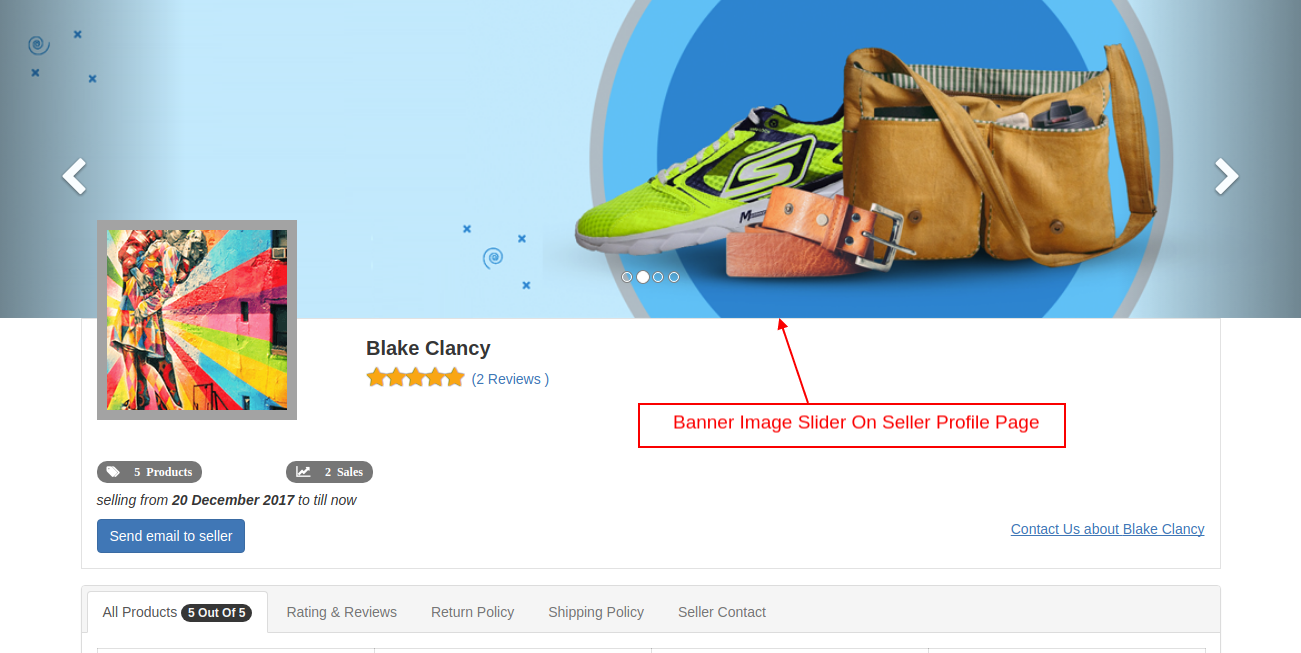 Blake Clancy
(2 Reviews )
Banner Image Slider On Seller Profile Page
5 Products
2 Sales
selling from 20 December 2017 to till now
Send email to seller
Contact Us about Blake Clancy
All Products 5 Out Of 5
Rating & Reviews
Return Policy
Shipping Policy
Seller Contact